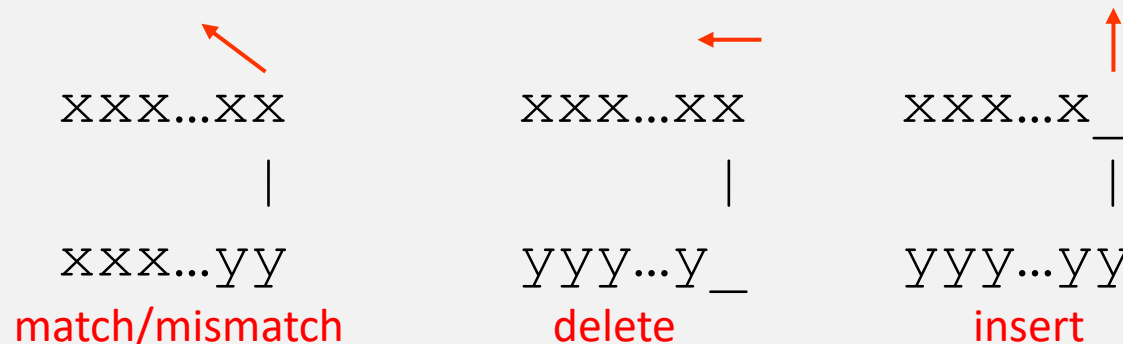 xxx…xx xxx…xx xxx…x_
| | |
xxx…yy yyy…y_ yyy…yy
match/mismatch delete insert